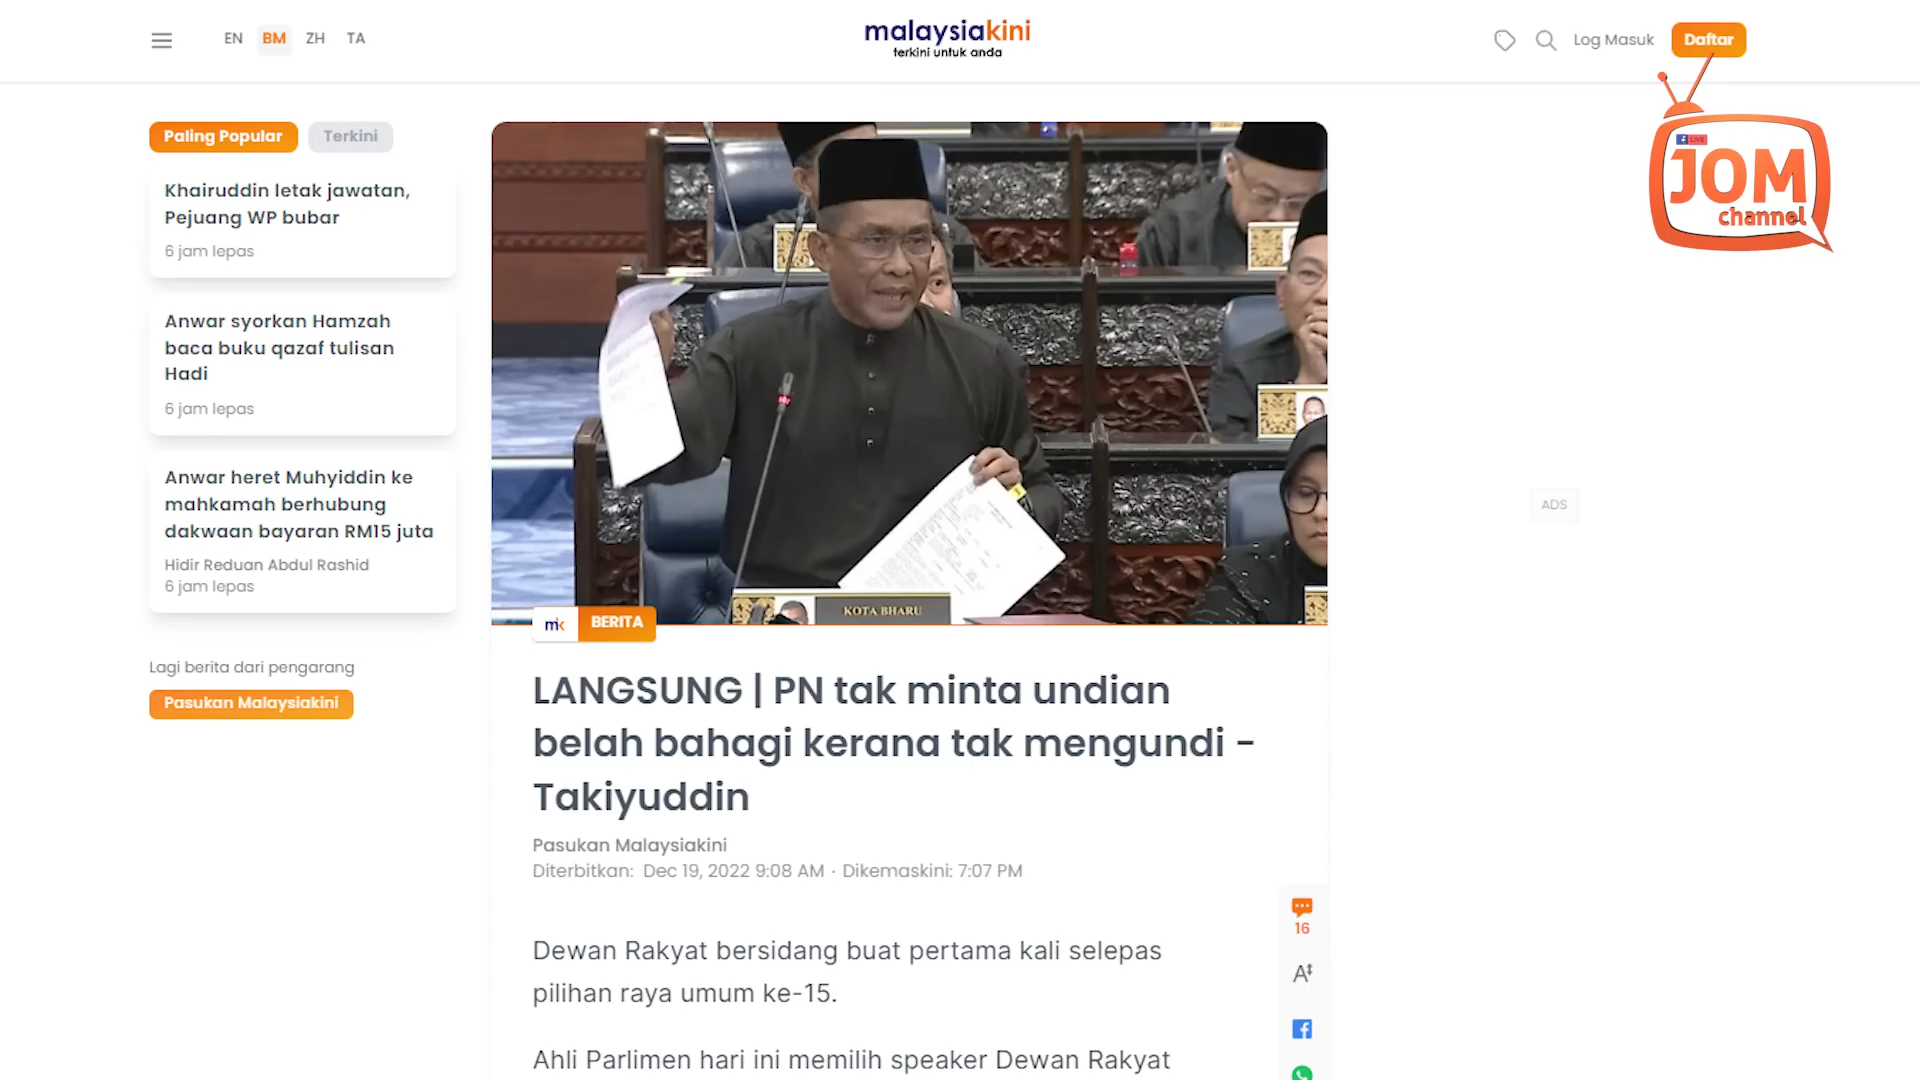 EN BM ZH TA
malaysiakini
terkini untuk anda
Log Masuk
Daftar
LIVE
JOM
channel
Paling Popular
Terkini
Khairuddin letak jawatan,
Pejuang WP bubar
6 jam lepas
Anwar syorkan Hamzah
baca buku qazaf tulisan
Hadi
6 jam lepas
Anwar heret Muhyiddin ke
mahkamah berhubung
dakwaan bayaran RM15 juta
Hidir Reduan Abdul Rashid
6 jam lepas
Lagi berita dari pengarang
Pasukan Malaysiakini
KOTA BHARU
mk BERITA
LANGSUNG | PN tak minta undian
belah bahagi kerana tak mengundi -
Takiyuddin
Pasukan Malaysiakini
Diterbitkan: Dec 19, 2022 9:08 AM · Dikemaskini: 7:07 PM
Dewan Rakyat bersidang buat pertama kali selepas
pilihan raya umum ke-15.
Ahli Parlimen hari ini memilih speaker Dewan Rakyat
16
A
ADS